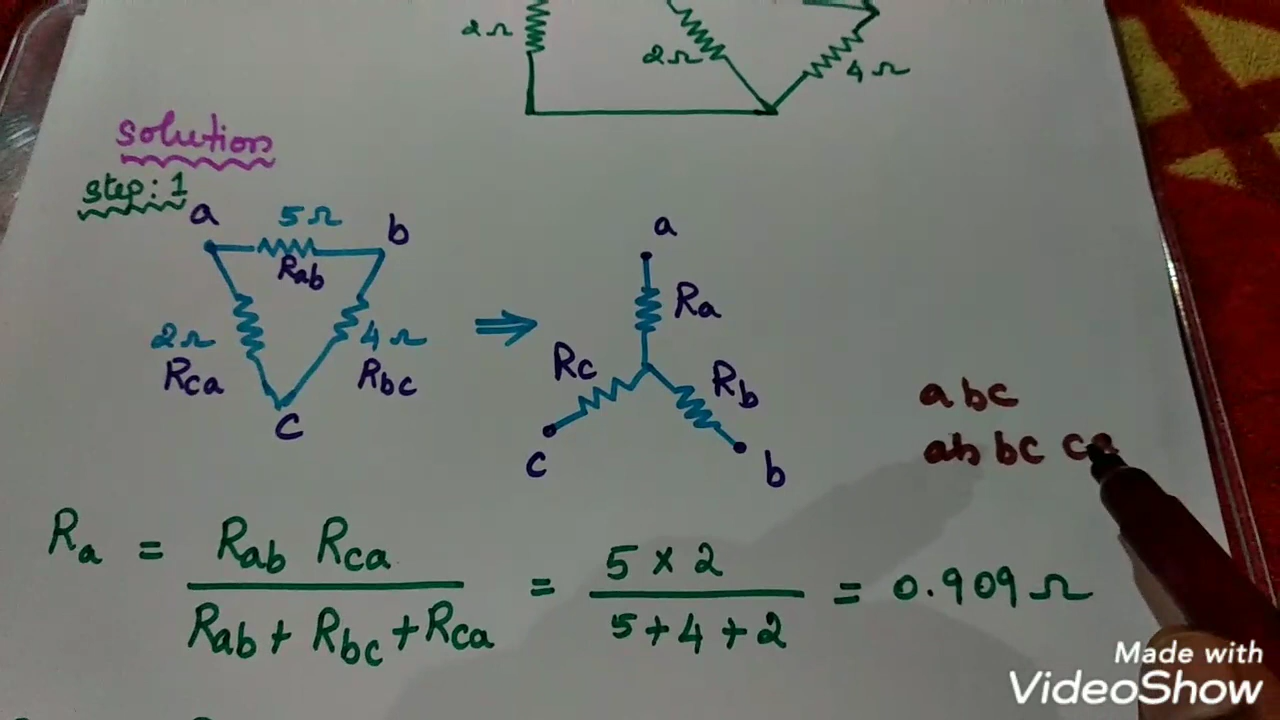 2Ω 2Ω 4Ω
solution
step: 1
a 5Ω b
Rab
2Ω 4Ω
Rca Rbc
c
⇒
a
Ra
Rc Rb
c b
abc
ab bc ca
Ra = Rab Rca / Rab + Rbc + Rca = 5 × 2 / 5 + 4 + 2 = 0.909 Ω
Made with
VideoShow